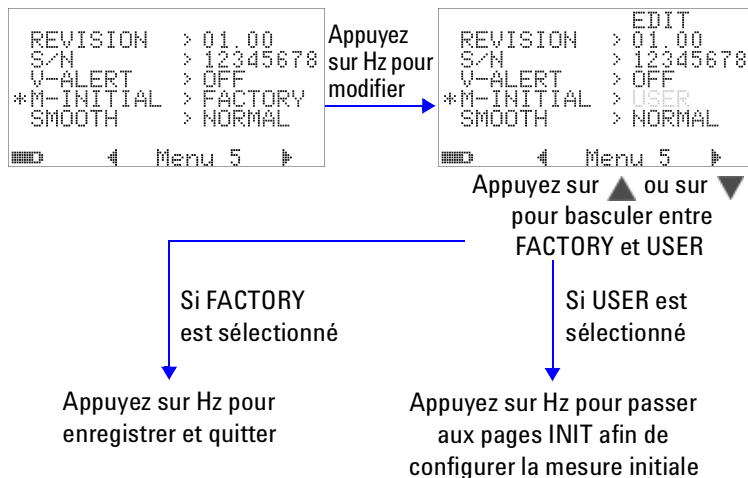 REVISION > 01.00
S/N > 12345678
V-ALERT > OFF
*M-INITIAL > FACTORY
SMOOTH > NORMAL
Menu 5
Appuyez
sur Hz pour
modifier
EDIT
REVISION > 01.00
S/N > 12345678
V-ALERT > OFF
*M-INITIAL > USER
SMOOTH > NORMAL
Menu 5
Appuyez sur ▲ ou sur ▼
pour basculer entre
FACTORY et USER
Si FACTORY
est sélectionné
Si USER est
sélectionné
Appuyez sur Hz pour
enregistrer et quitter
Appuyez sur Hz pour passer
aux pages INIT afin de
configurer la mesure initiale